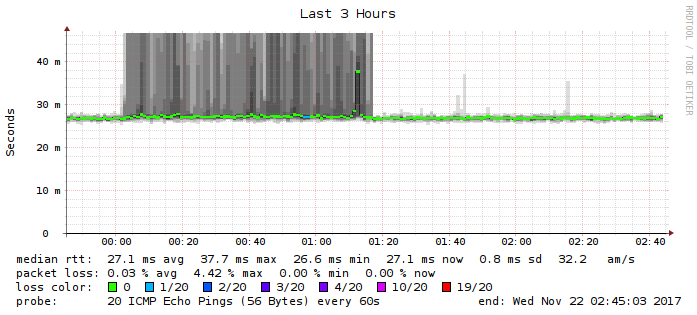 Last 3 Hours
RRDTOOL / TOBI OETIKER
Seconds
40 m
30 m
20 m
10 m
0
00:00 00:20 00:40 01:00 01:20 01:40 02:00 02:20 02:40
median rtt: 27.1 ms avg 37.7 ms max 26.6 ms min 27.1 ms now 0.8 ms sd 32.2 am/s
packet loss: 0.03 % avg 4.42 % max 0.00 % min 0.00 % now
loss color: 0 1/20 2/20 3/20 4/20 10/20 19/20
probe: 20 ICMP Echo Pings (56 Bytes) every 60s end: Wed Nov 22 02:45:03 2017